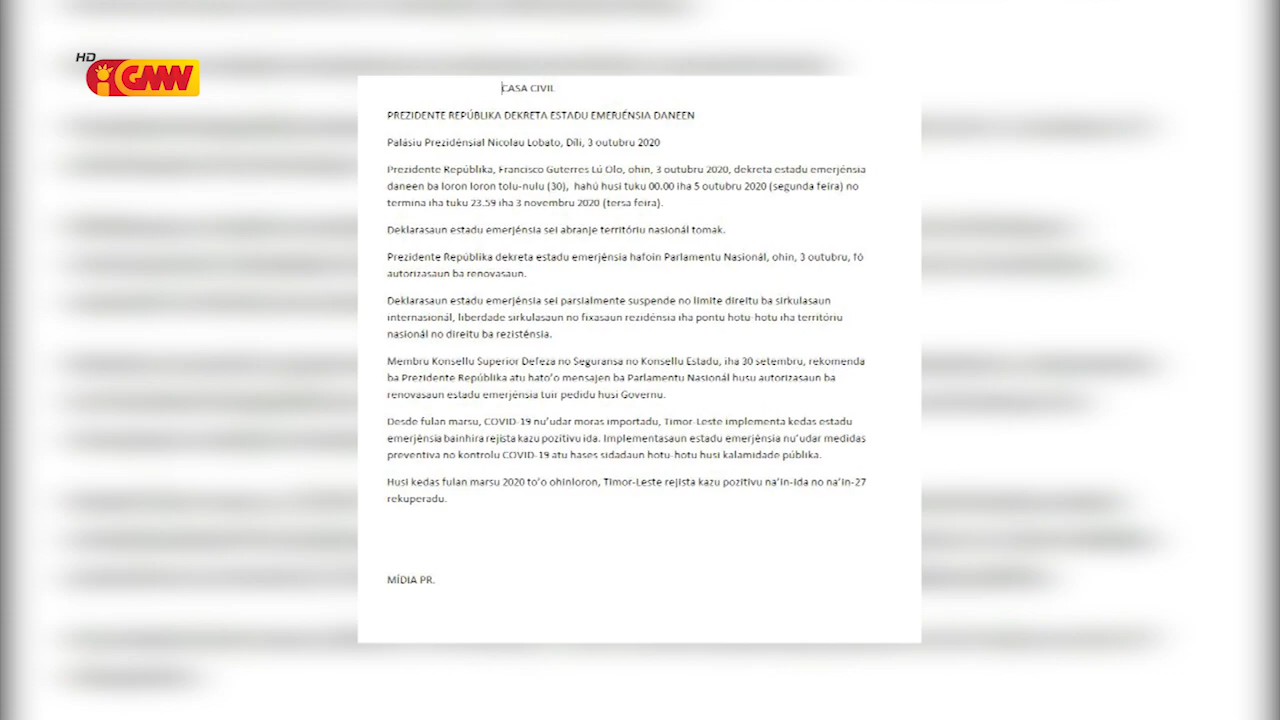 HD
GMN
CASA CIVIL
PREZIDENTE REPÚBLIKA DEKRETA ESTADU EMERJÉNSIA DANEEN
Palásiu Prezidénsial Nicolau Lobato, Díli, 3 outubru 2020
Prezidente Repúblika, Francisco Guterres Lú Olo, ohin, 3 outubru 2020, dekreta estadu emerjénsia
daneen ba loron loron tolu-nulu (30), hahú husi tuku 00.00 iha 5 outubru 2020 (segunda feira) no
termina iha tuku 23.59 iha 3 novembru 2020 (tersa feira).
Deklarasaun estadu emerjénsia sei abranje territóriu nasionál tomak.
Prezidente Repúblika dekreta estadu emerjénsia hafoin Parlamentu Nasionál, ohin, 3 outubru, fó
autorizasaun ba renovasaun.
Deklarasaun estadu emerjénsia sei parsialmente suspende no limite direitu ba sirkulasaun
internasionál, liberdade sirkulasaun no fixasaun rezidénsia iha pontu hotu-hotu iha territóriu
nasionál no direitu ba rezisténsia.
Membru Konsellu Superior Defeza no Seguransa no Konsellu Estadu, iha 30 setembru, rekomenda
ba Prezidente Repúblika atu hato'o mensajen ba Parlamentu Nasionál husu autorizasaun ba
renovasaun estadu emerjénsia tuir pedidu husi Governu.
Desde fulan marsu, COVID-19 nu'udar moras importadu, Timor-Leste implementa kedas estadu
emerjénsia bainhira rejista kazu pozitivu ida. Implementasaun estadu emerjénsia nu'udar medidas
preventiva no kontrolu COVID-19 atu hases sidadaun hotu-hotu husi kalamidade públika.
Husi kedas fulan marsu 2020 to'o ohinloron, Timor-Leste rejista kazu pozitivu na'in-ida no na'in-27
rekuperadu.
MÍDIA PR.